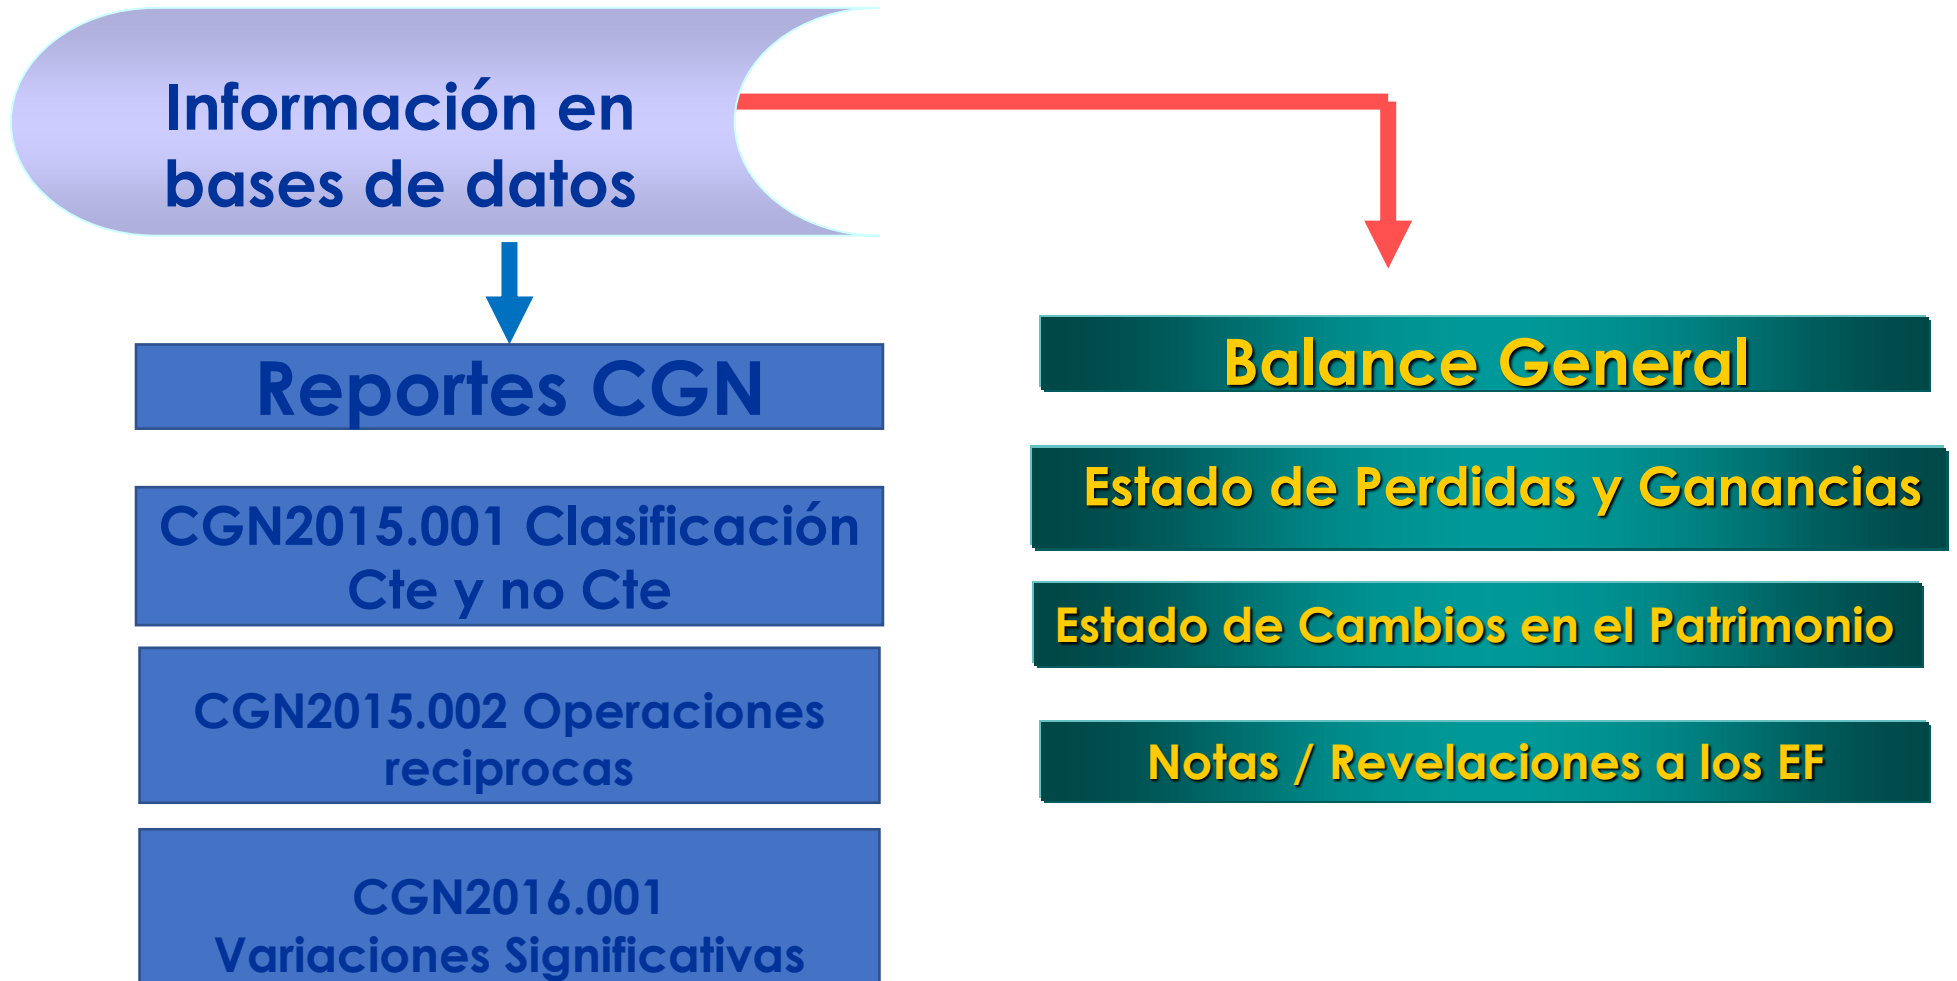 Información en
bases de datos
Reportes CGN
CGN2015.001 Clasificación
Cte y no Cte
CGN2015.002 Operaciones
reciprocas
CGN2016.001
Variaciones Significativas
Balance General
Estado de Perdidas y Ganancias
Estado de Cambios en el Patrimonio
Notas / Revelaciones a los EF